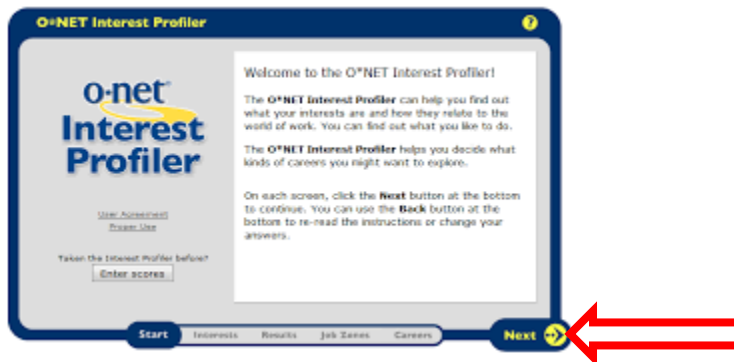 O*NET Interest Profiler
?
o·net
Interest
Profiler
User Agreement
Proper Use
Taken the Interest Profiler before?
Enter scores
Welcome to the O*NET Interest Profiler!
The O*NET Interest Profiler can help you find out
what your interests are and how they relate to the
world of work. You can find out what you like to do.
The O*NET Interest Profiler helps you decide what
kinds of careers you might want to explore.
On each screen, click the Next button at the bottom
to continue. You can use the Back button at the
bottom to re-read the instructions or change your
answers.
Start Interests Results Job Zones Careers Next